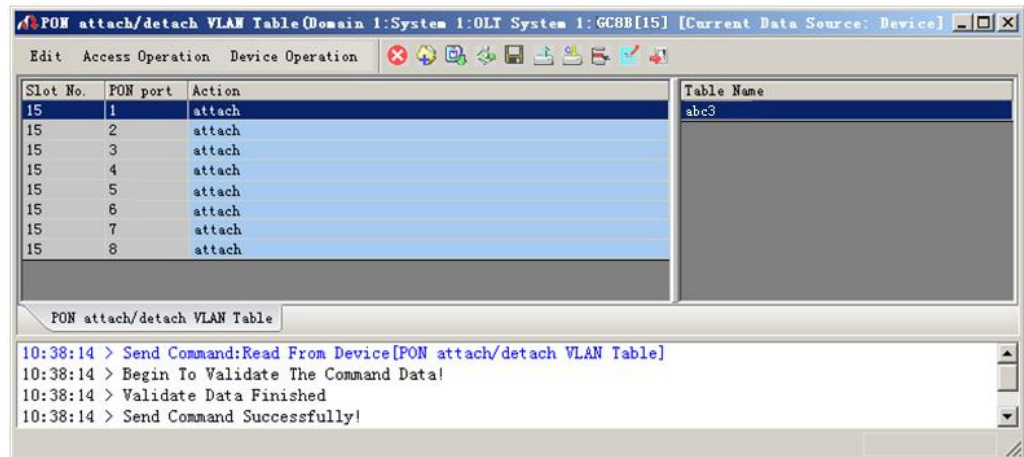 PON attach/detach VLAN Table(Domain 1:System 1:OLT System 1:GC8B[15] [Current Data Source: Device]
Edit Access Operation Device Operation
Slot No. PON port Action Table Name
15 1 attach abc3
15 2 attach
15 3 attach
15 4 attach
15 5 attach
15 6 attach
15 7 attach
15 8 attach
PON attach/detach VLAN Table
10:38:14 > Send Command:Read From Device[PON attach/detach VLAN Table]
10:38:14 > Begin To Validate The Command Data!
10:38:14 > Validate Data Finished
10:38:14 > Send Command Successfully!